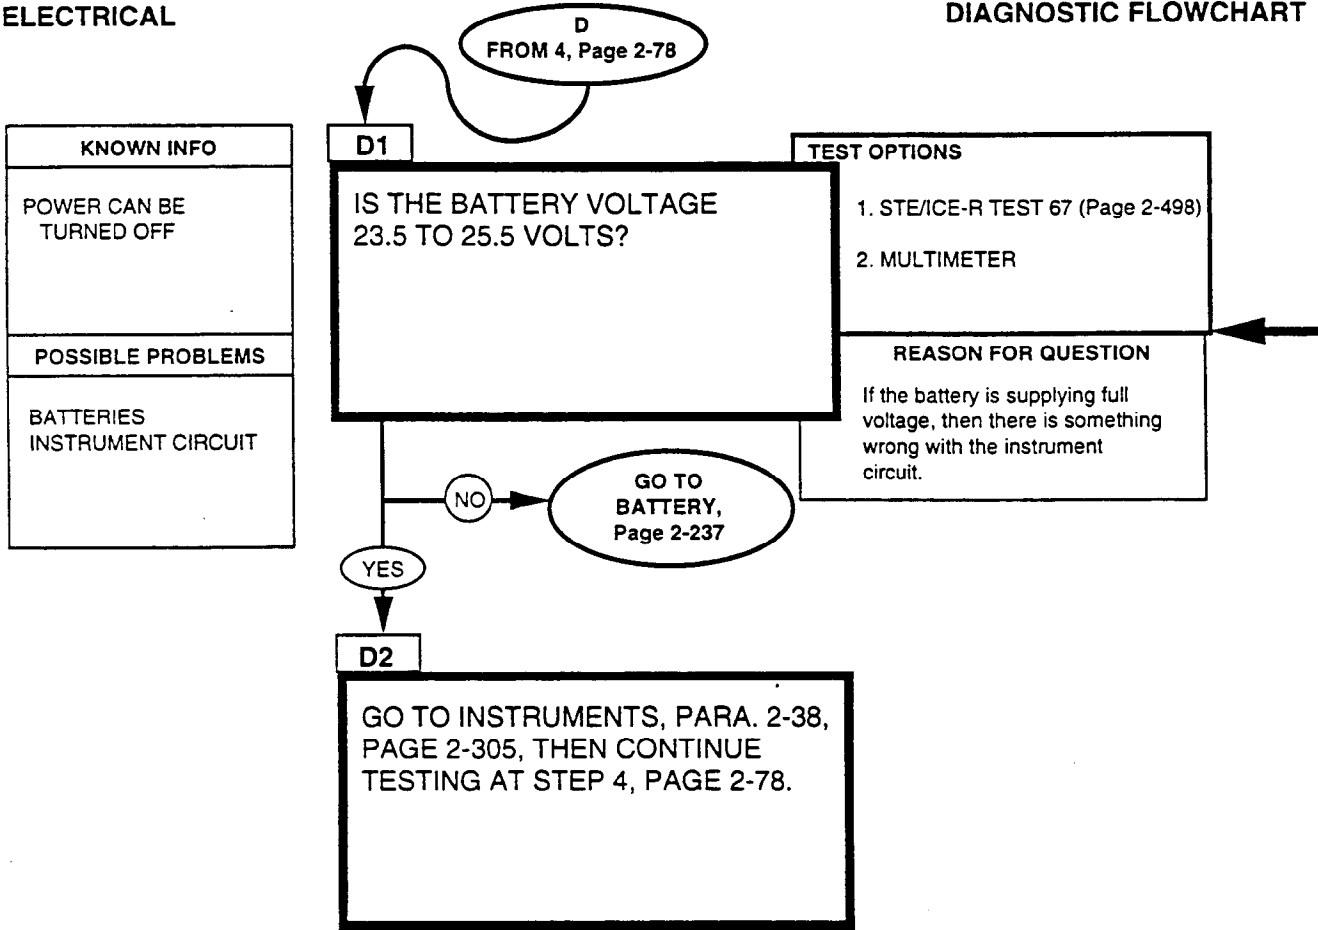 ELECTRICAL
DIAGNOSTIC FLOWCHART
D
FROM 4, Page 2-78
KNOWN INFO
POWER CAN BE
TURNED OFF
POSSIBLE PROBLEMS
BATTERIES
INSTRUMENT CIRCUIT
D1
IS THE BATTERY VOLTAGE
23.5 TO 25.5 VOLTS?
TEST OPTIONS
1. STE/ICE-R TEST 67 (Page 2-498)
2. MULTIMETER
REASON FOR QUESTION
If the battery is supplying full
voltage, then there is something
wrong with the instrument
circuit.
NO
GO TO
BATTERY,
Page 2-237
YES
D2
GO TO INSTRUMENTS, PARA. 2-38,
PAGE 2-305, THEN CONTINUE
TESTING AT STEP 4, PAGE 2-78.